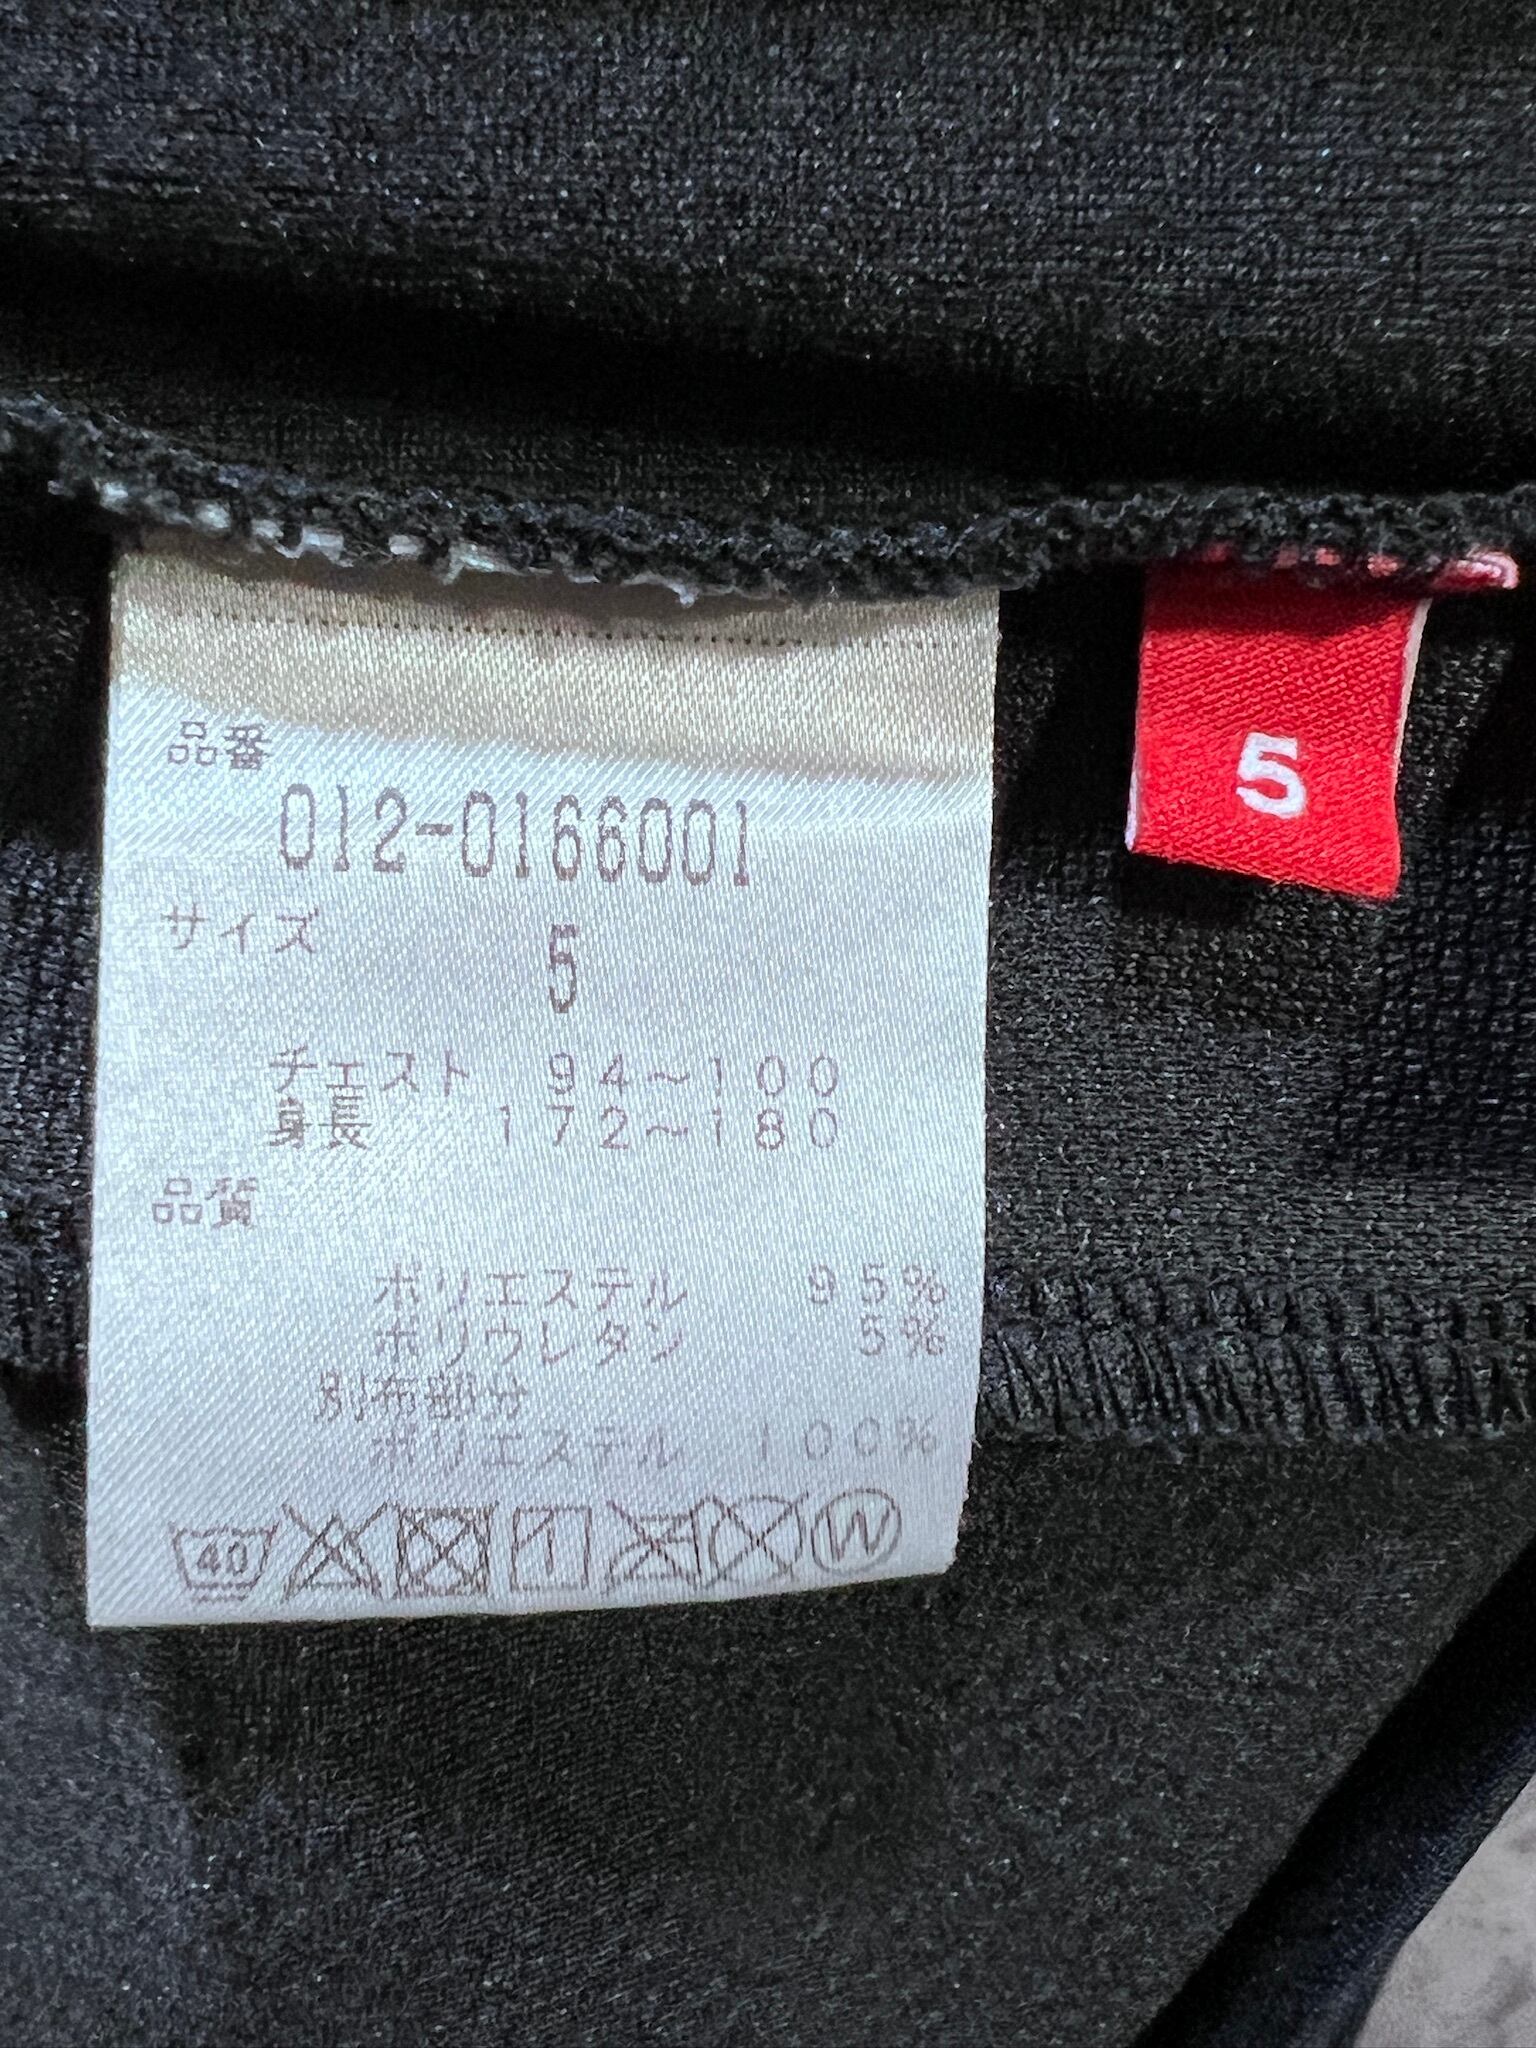 品番
012-0166001
サイズ
5
チェスト 94〜100
身長 172〜180
品質
ポリエステル 95%
ポリウレタン 5%
別布部分
ポリエステル 100%
40 W
5